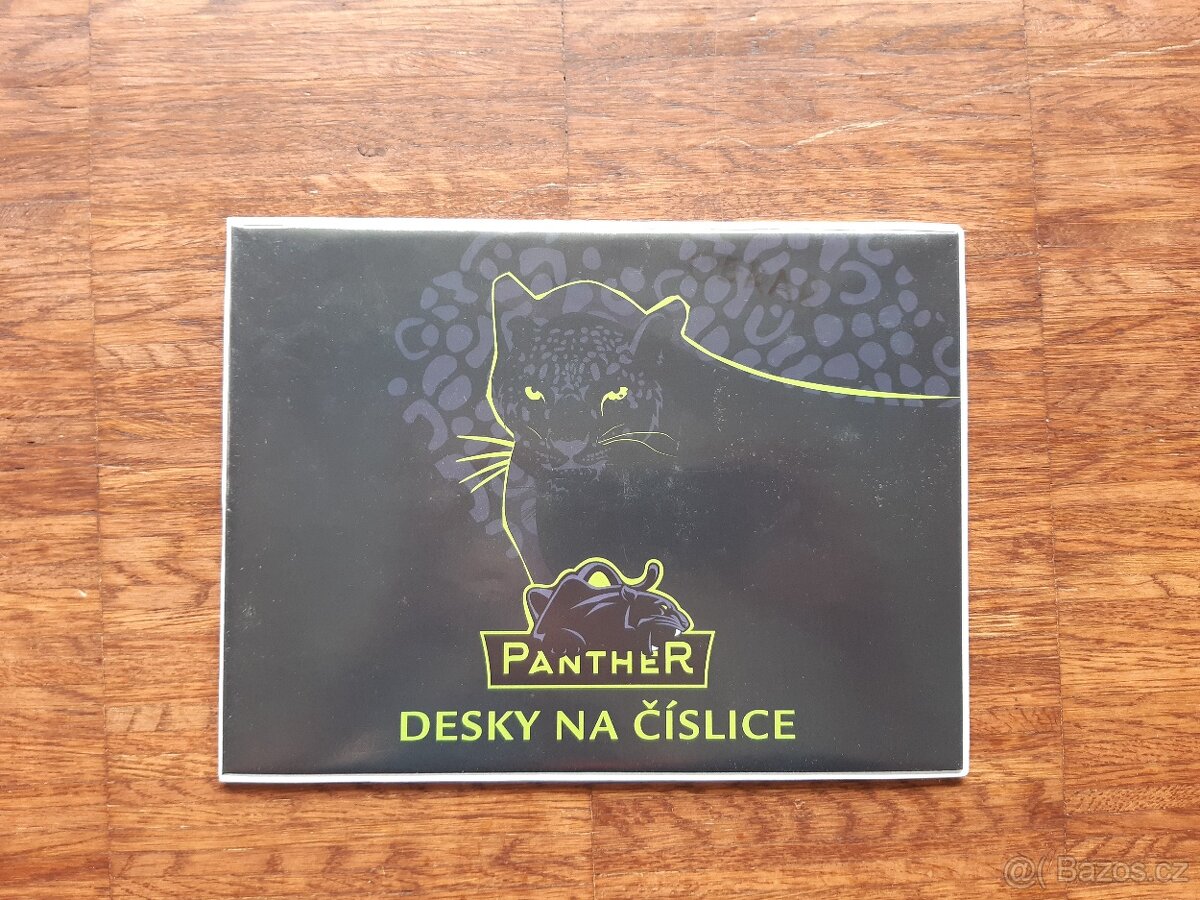 PANTHER
DESKY NA ČÍSLICE
@( Bazos.cz